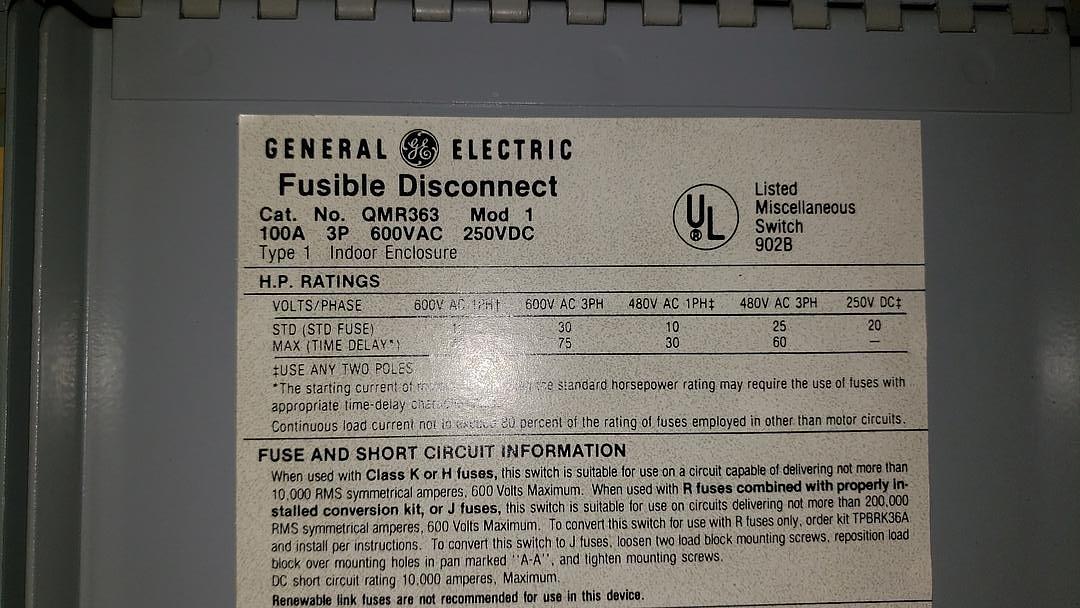 GENERAL GE ELECTRIC
Fusible Disconnect
Cat. No. QMR363 Mod 1
100A 3P 600VAC 250VDC
Type 1 Indoor Enclosure
UL ®
Listed
Miscellaneous
Switch
902B
H.P. RATINGS
VOLTS/PHASE 600V AC 1PH‡ 600V AC 3PH 480V AC 1PH‡ 480V AC 3PH 250V DC‡
STD (STD FUSE) 30 10 25 20
MAX (TIME DELAY*) 75 30 60 —
‡USE ANY TWO POLES
*The starting current of standard horsepower rating may require the use of fuses with
appropriate time-delay
Continuous load current not to exceed 80 percent of the rating of fuses employed in other than motor circuits.
FUSE AND SHORT CIRCUIT INFORMATION
When used with Class K or H fuses, this switch is suitable for use on a circuit capable of delivering not more than
10,000 RMS symmetrical amperes, 600 Volts Maximum. When used with R fuses combined with properly in-
stalled conversion kit, or J fuses, this switch is suitable for use on circuits delivering not more than 200,000
RMS symmetrical amperes, 600 Volts Maximum. To convert this switch for use with R fuses only, order kit TPBRK36A
and install per instructions. To convert this switch to J fuses, loosen two load block mounting screws, reposition load
block over mounting holes in pan marked ''A-A'', and tighten mounting screws.
DC short circuit rating 10,000 amperes, Maximum.
Renewable link fuses are not recommended for use in this device.